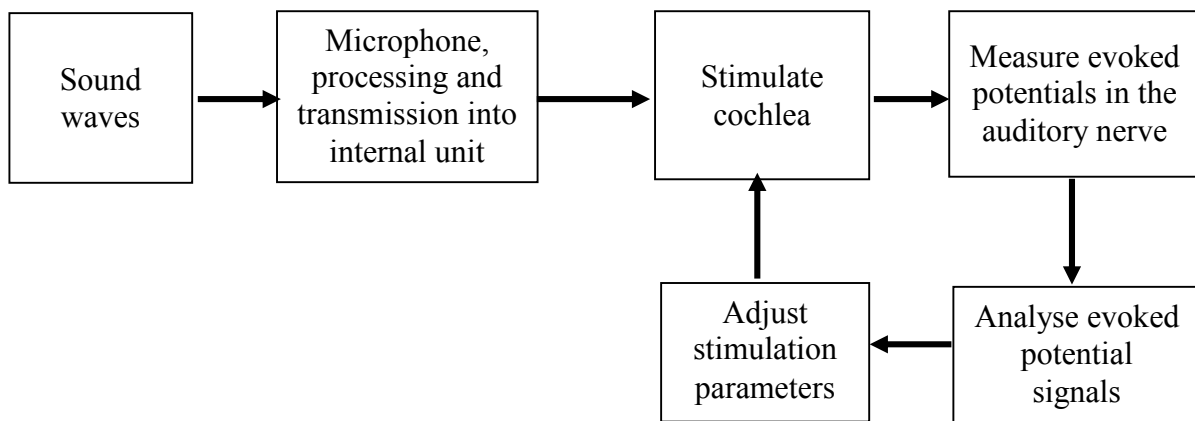 Sound
waves
Microphone,
processing and
transmission into
internal unit
Stimulate
cochlea
Measure evoked
potentials in the
auditory nerve
Analyse evoked
potential
signals
Adjust
stimulation
parameters